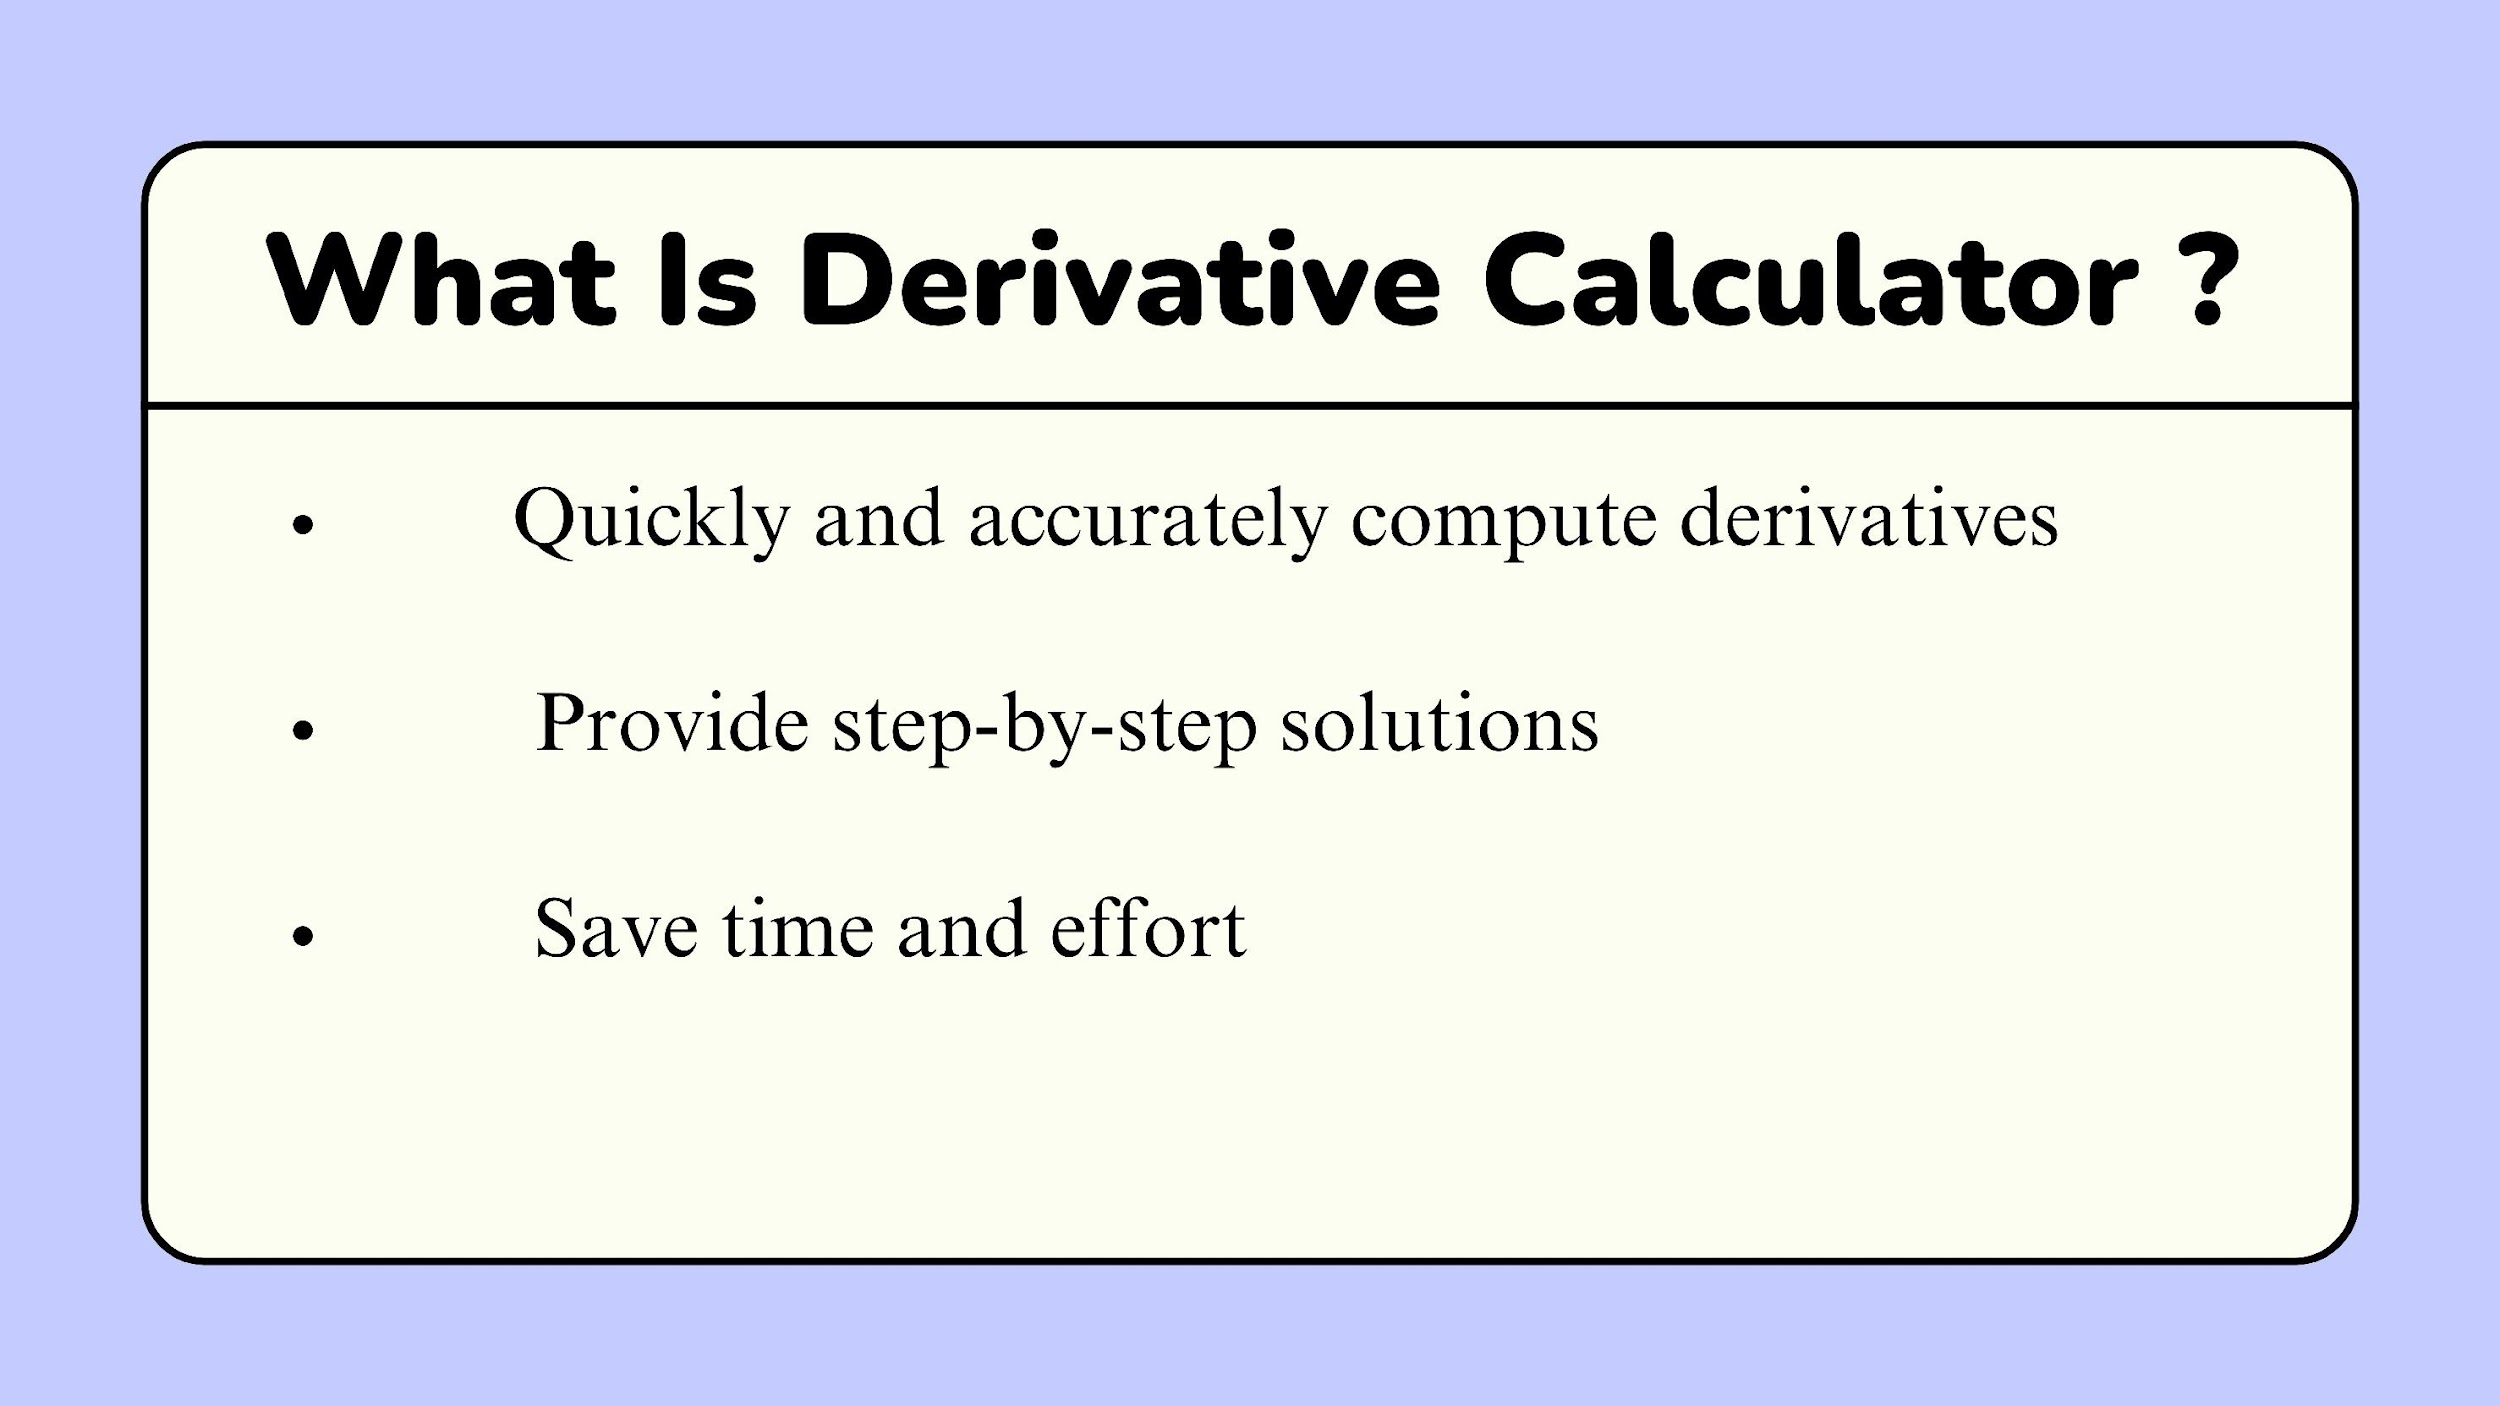 What Is Derivative Calculator ?
• Quickly and accurately compute derivatives
• Provide step-by-step solutions
• Save time and effort